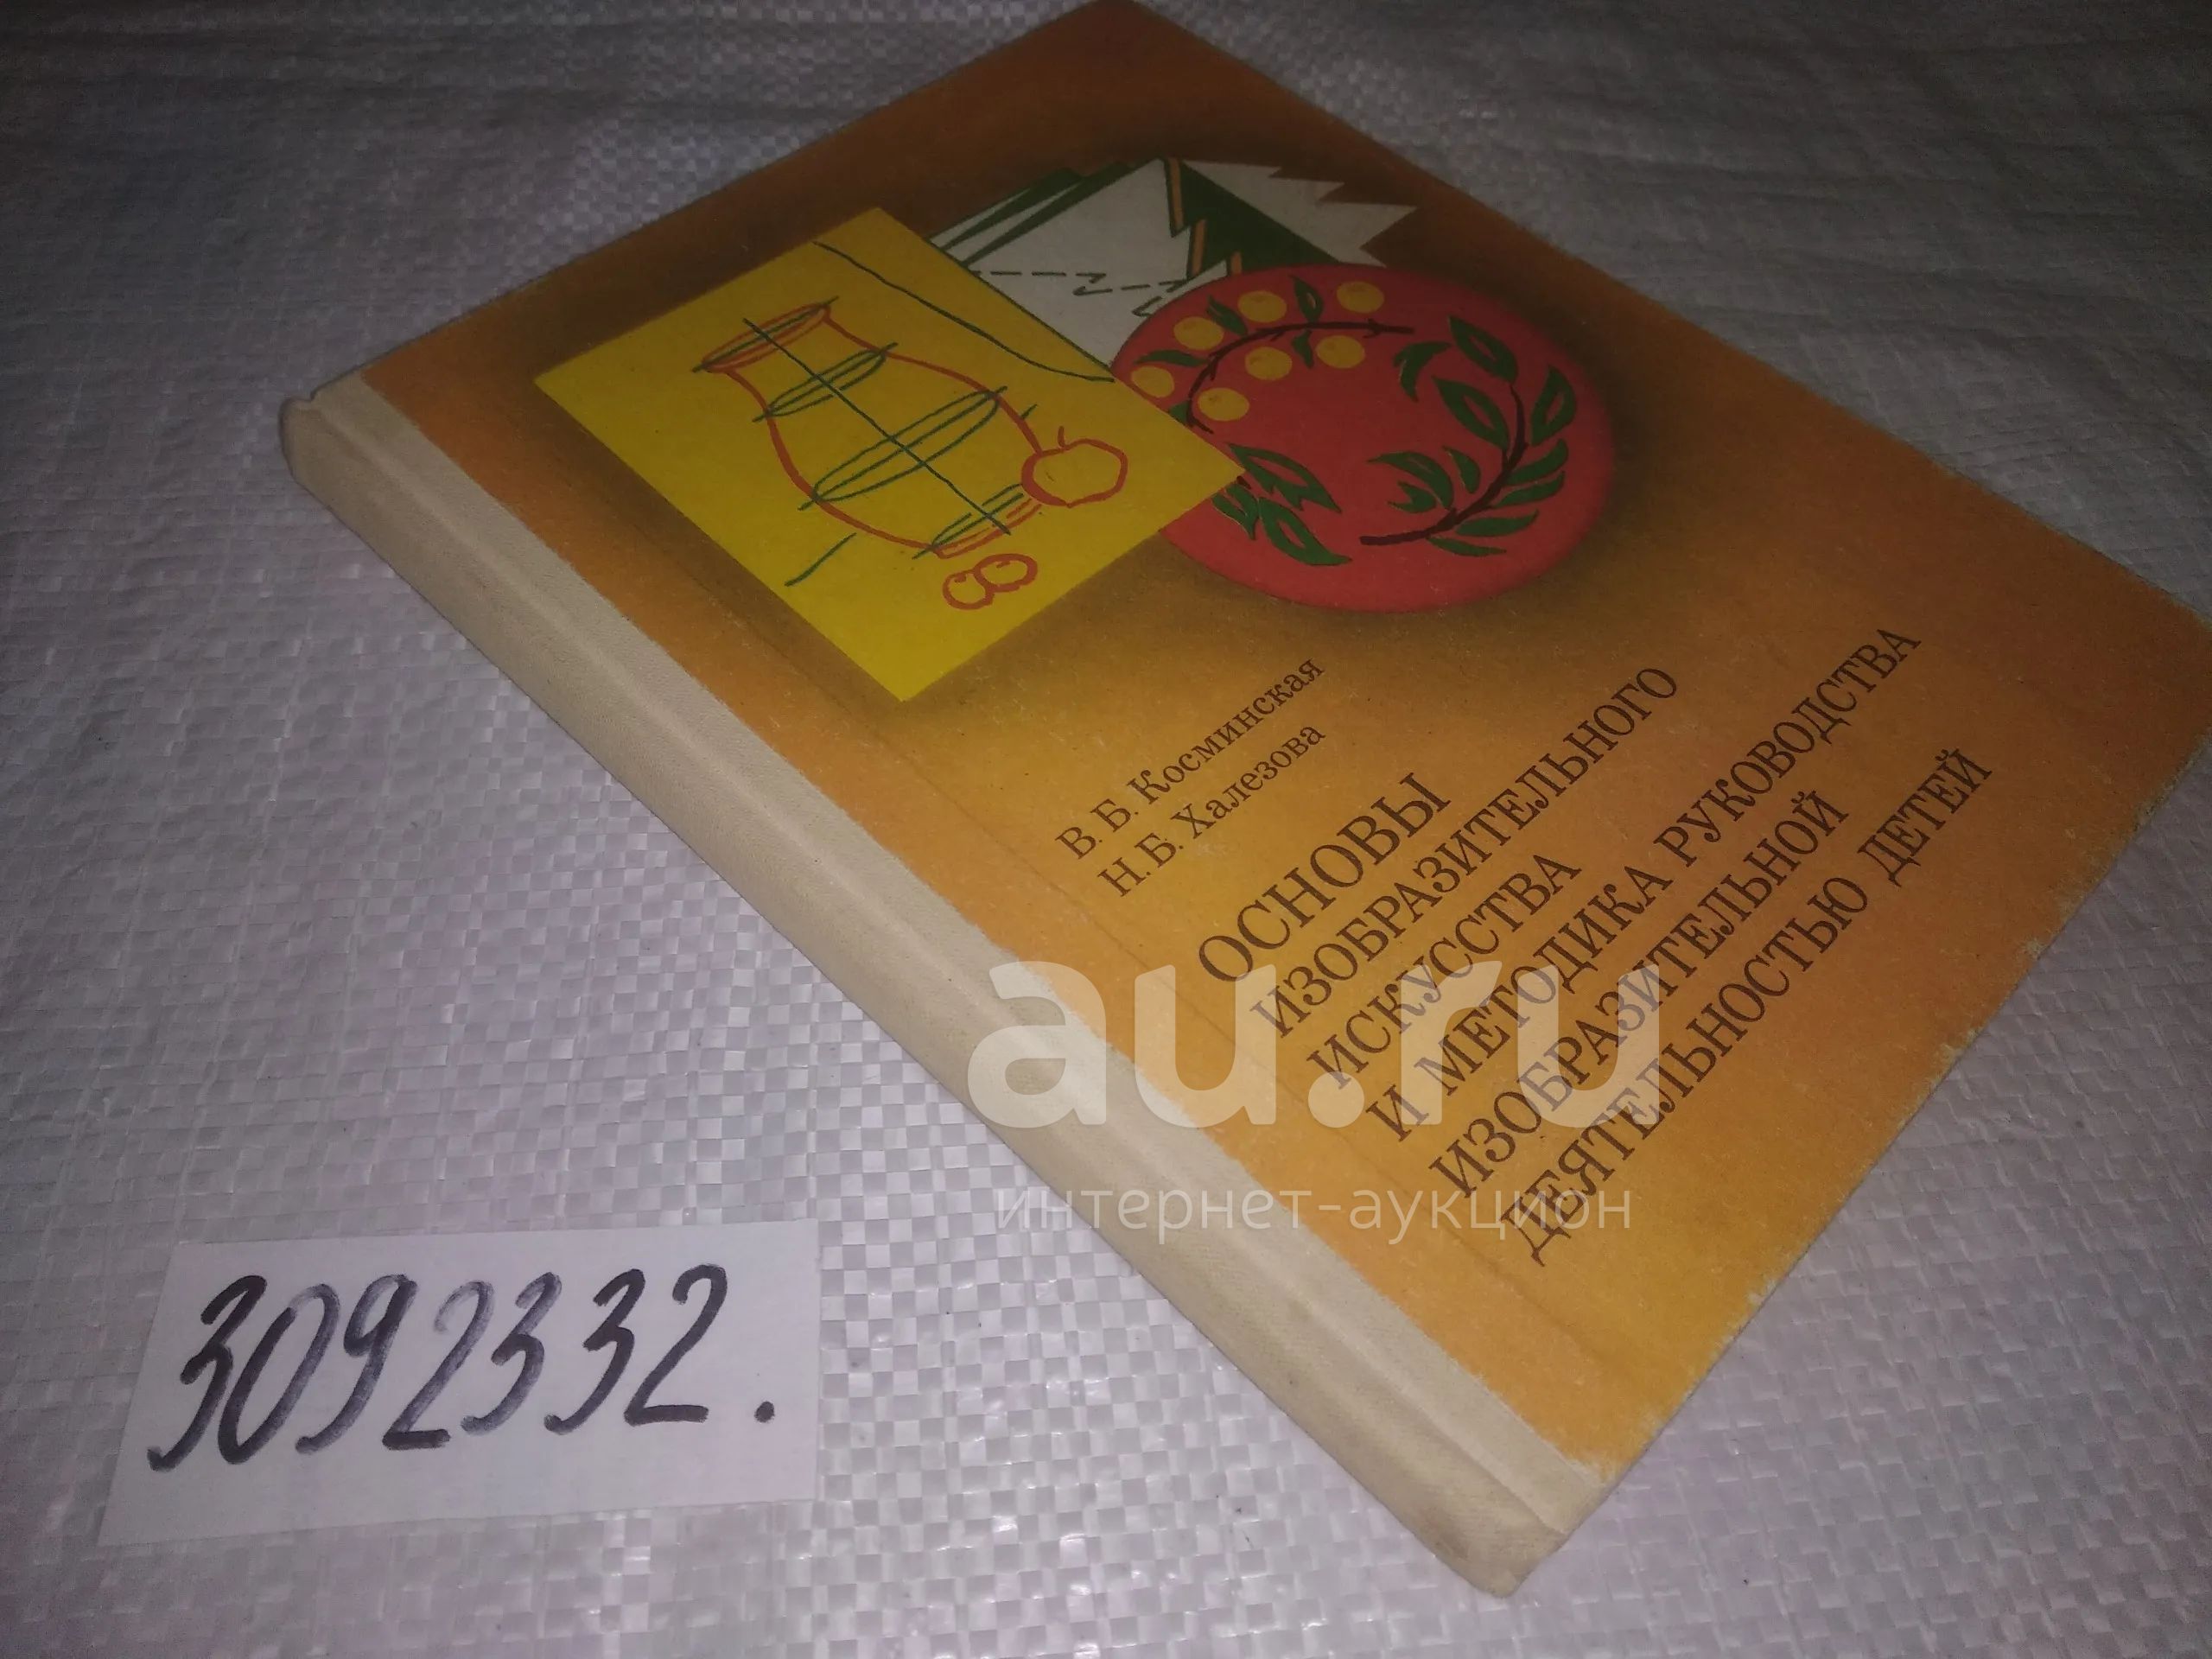 В. Б. Косминская
Н. Б. Халезова
ОСНОВЫ
ИЗОБРАЗИТЕЛЬНОГО
ИСКУССТВА
И МЕТОДИКА РУКОВОДСТВА
ИЗОБРАЗИТЕЛЬНОЙ
ДЕЯТЕЛЬНОСТЬЮ ДЕТЕЙ
au.ru
интернет-аукцион
3092332.